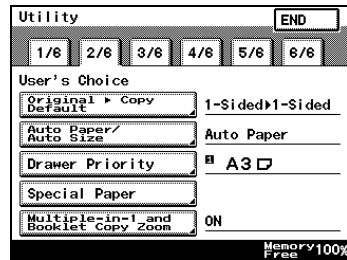 Utility
END
1/6 2/6 3/6 4/6 5/6 6/6
User's Choice
Original ▸ Copy
Default
1-Sided▸1-Sided
Auto Paper/
Auto Size
Auto Paper
Drawer Priority
1 A3
Special Paper
Multiple-in-1 and
Booklet Copy Zoom
ON
Memory 100%
Free